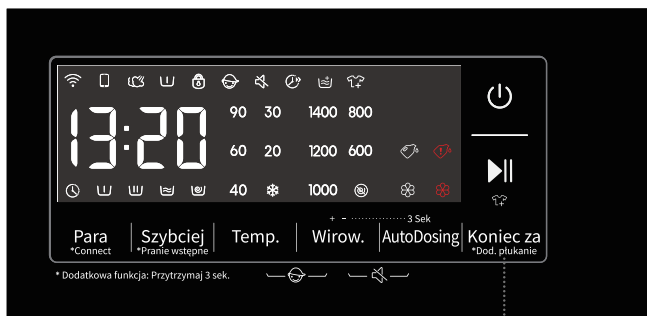 90 30 1400 800
13:20
60 20 1200 600
40 1000
+ - 3 Sek
Para Szybciej Temp. Wirow. AutoDosing Koniec za
*Connect *Pranie wstępne *Dod. płukanie
* Dodatkowa funkcja: Przytrzymaj 3 sek.